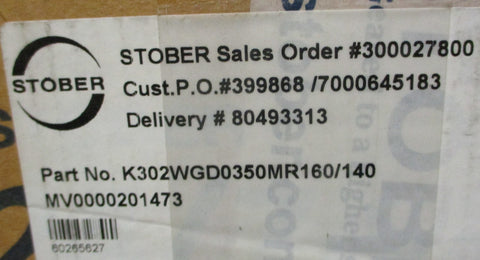 STOBER
STOBER Sales Order #300027800
Cust.P.O.#399868 /7000645183
Delivery # 80493313
Part No. K302WGD0350MR160/140
MV0000201473
60265627